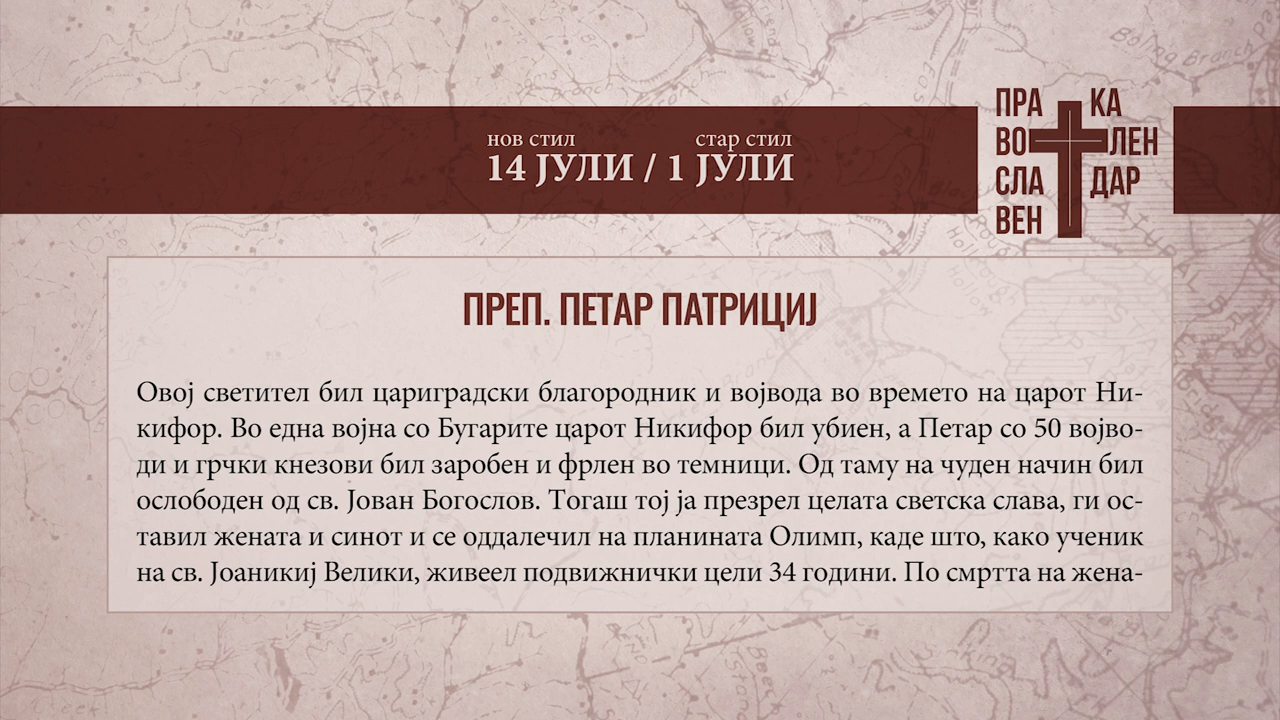 нов стил
стар стил
14 ЈУЛИ / 1 ЈУЛИ
ПРА
ВО
СЛА
ВЕН
КА
ЛЕН
ДАР
ПРЕП. ПЕТАР ПАТРИЦИЈ
Овој светител бил цариградски благородник и војвода во времето на царот Ни-
кифор. Во една војна со Бугарите царот Никифор бил убиен, а Петар со 50 војво-
ди и грчки кнезови бил заробен и фрлен во темници. Од таму на чуден начин бил
ослободен од св. Јован Богослов. Тогаш тој ја презрел целата светска слава, ги ос-
тавил жената и синот и се оддалечил на планината Олимп, каде што, како ученик
на св. Јоаникиј Велики, живеел подвижнички цели 34 години. По смртта на жена-